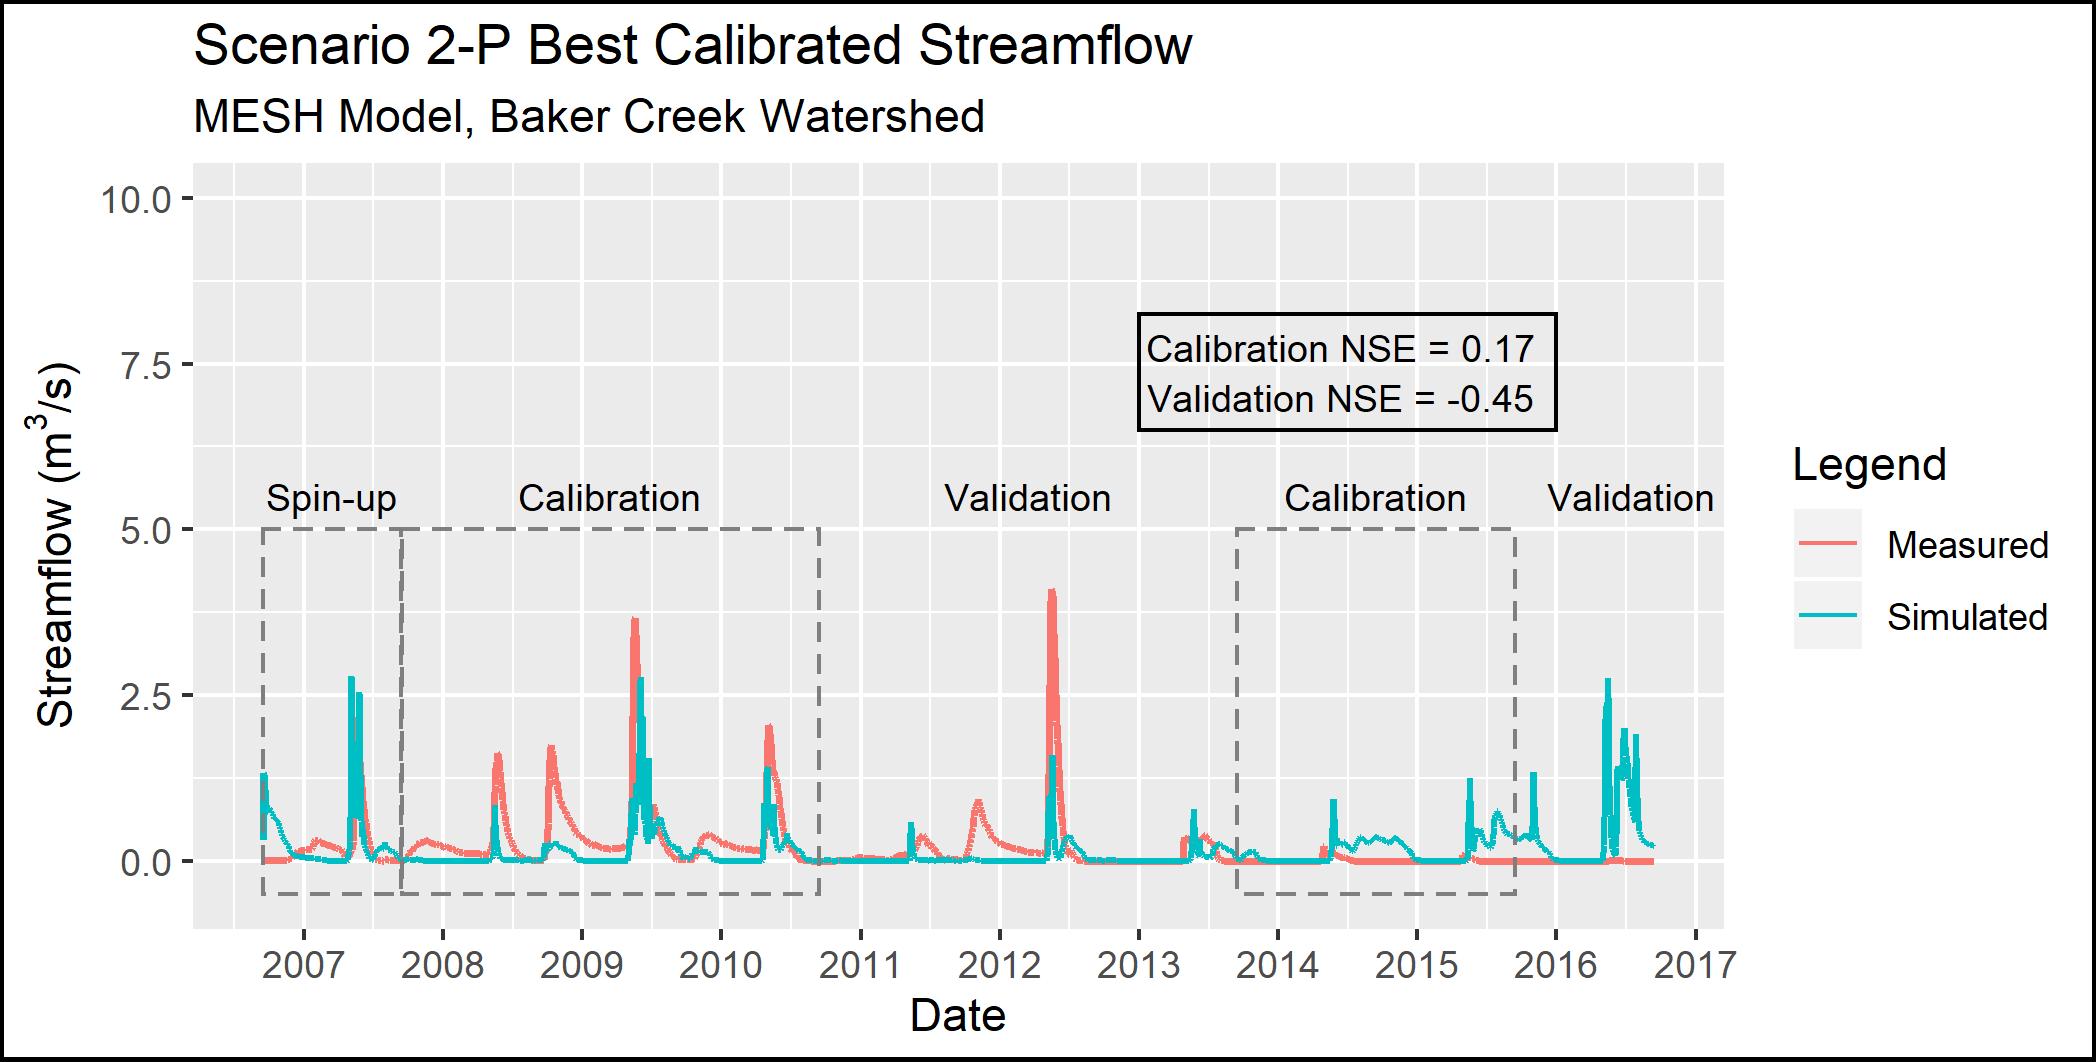 Scenario 2-P Best Calibrated Streamflow
MESH Model, Baker Creek Watershed
Streamflow (m³/s)
10.0
7.5
5.0
2.5
0.0
Calibration NSE = 0.17
Validation NSE = -0.45
Spin-up
Calibration
Validation
Calibration
Validation
2007
2008
2009
2010
2011
2012
2013
2014
2015
2016
2017
Date
Legend
Measured
Simulated